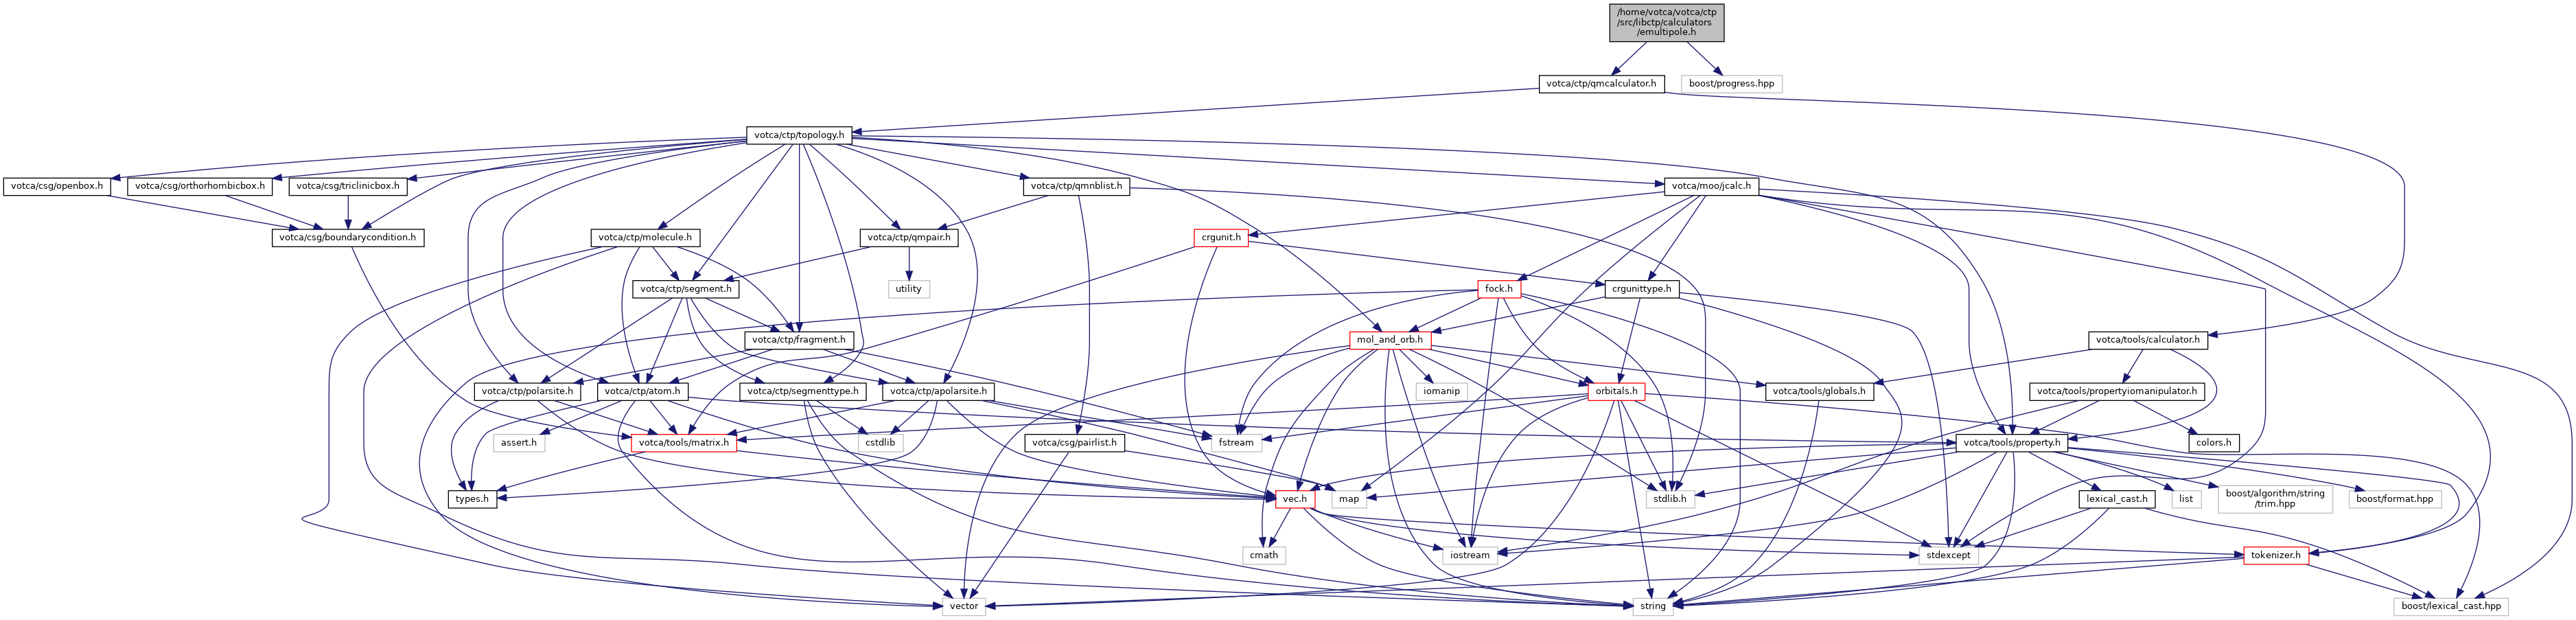 /home/votca/votca/ctp
/src/libctp/calculators
/emultipole.h
votca/ctp/qmcalculator.h
boost/progress.hpp
votca/ctp/topology.h
votca/csg/openbox.h
votca/csg/orthorhombicbox.h
votca/csg/triclinicbox.h
votca/ctp/qmnblist.h
votca/moo/jcalc.h
votca/csg/boundarycondition.h
votca/ctp/molecule.h
votca/ctp/qmpair.h
crgunit.h
votca/ctp/segment.h
utility
fock.h
crgunittype.h
votca/ctp/fragment.h
mol_and_orb.h
votca/tools/calculator.h
votca/ctp/polarsite.h
votca/ctp/atom.h
votca/ctp/segmenttype.h
votca/ctp/apolarsite.h
iomanip
orbitals.h
votca/tools/globals.h
votca/tools/propertyiomanipulator.h
assert.h
votca/tools/matrix.h
cstdlib
votca/csg/pairlist.h
fstream
votca/tools/property.h
colors.h
types.h
vec.h
map
stdlib.h
lexical_cast.h
list
boost/algorithm/string
/trim.hpp
boost/format.hpp
cmath
iostream
stdexcept
tokenizer.h
vector
string
boost/lexical_cast.hpp